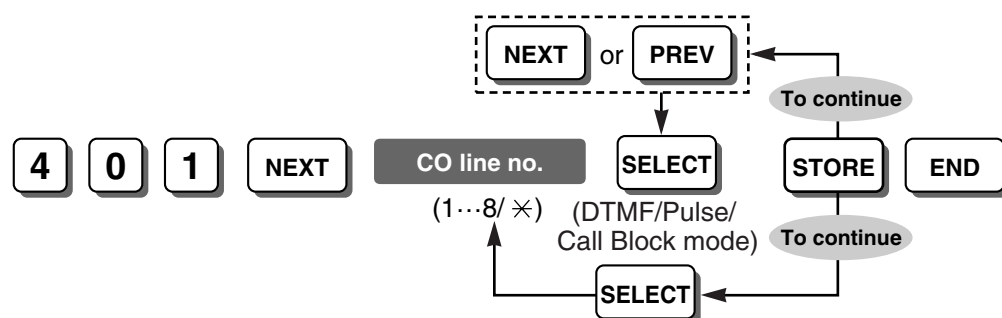 NEXT or PREV
To continue
4 0 1 NEXT CO line no. SELECT STORE END
(1···8/ ✳) (DTMF/Pulse/
Call Block mode)
To continue
SELECT